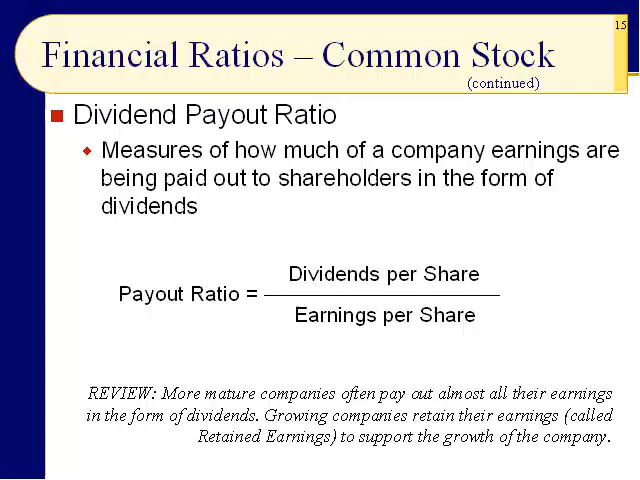 15
Financial Ratios – Common Stock
(continued)
Dividend Payout Ratio
Measures of how much of a company earnings are
being paid out to shareholders in the form of
dividends
Dividends per Share
Payout Ratio =
Earnings per Share
REVIEW: More mature companies often pay out almost all their earnings
in the form of dividends. Growing companies retain their earnings (called
Retained Earnings) to support the growth of the company.